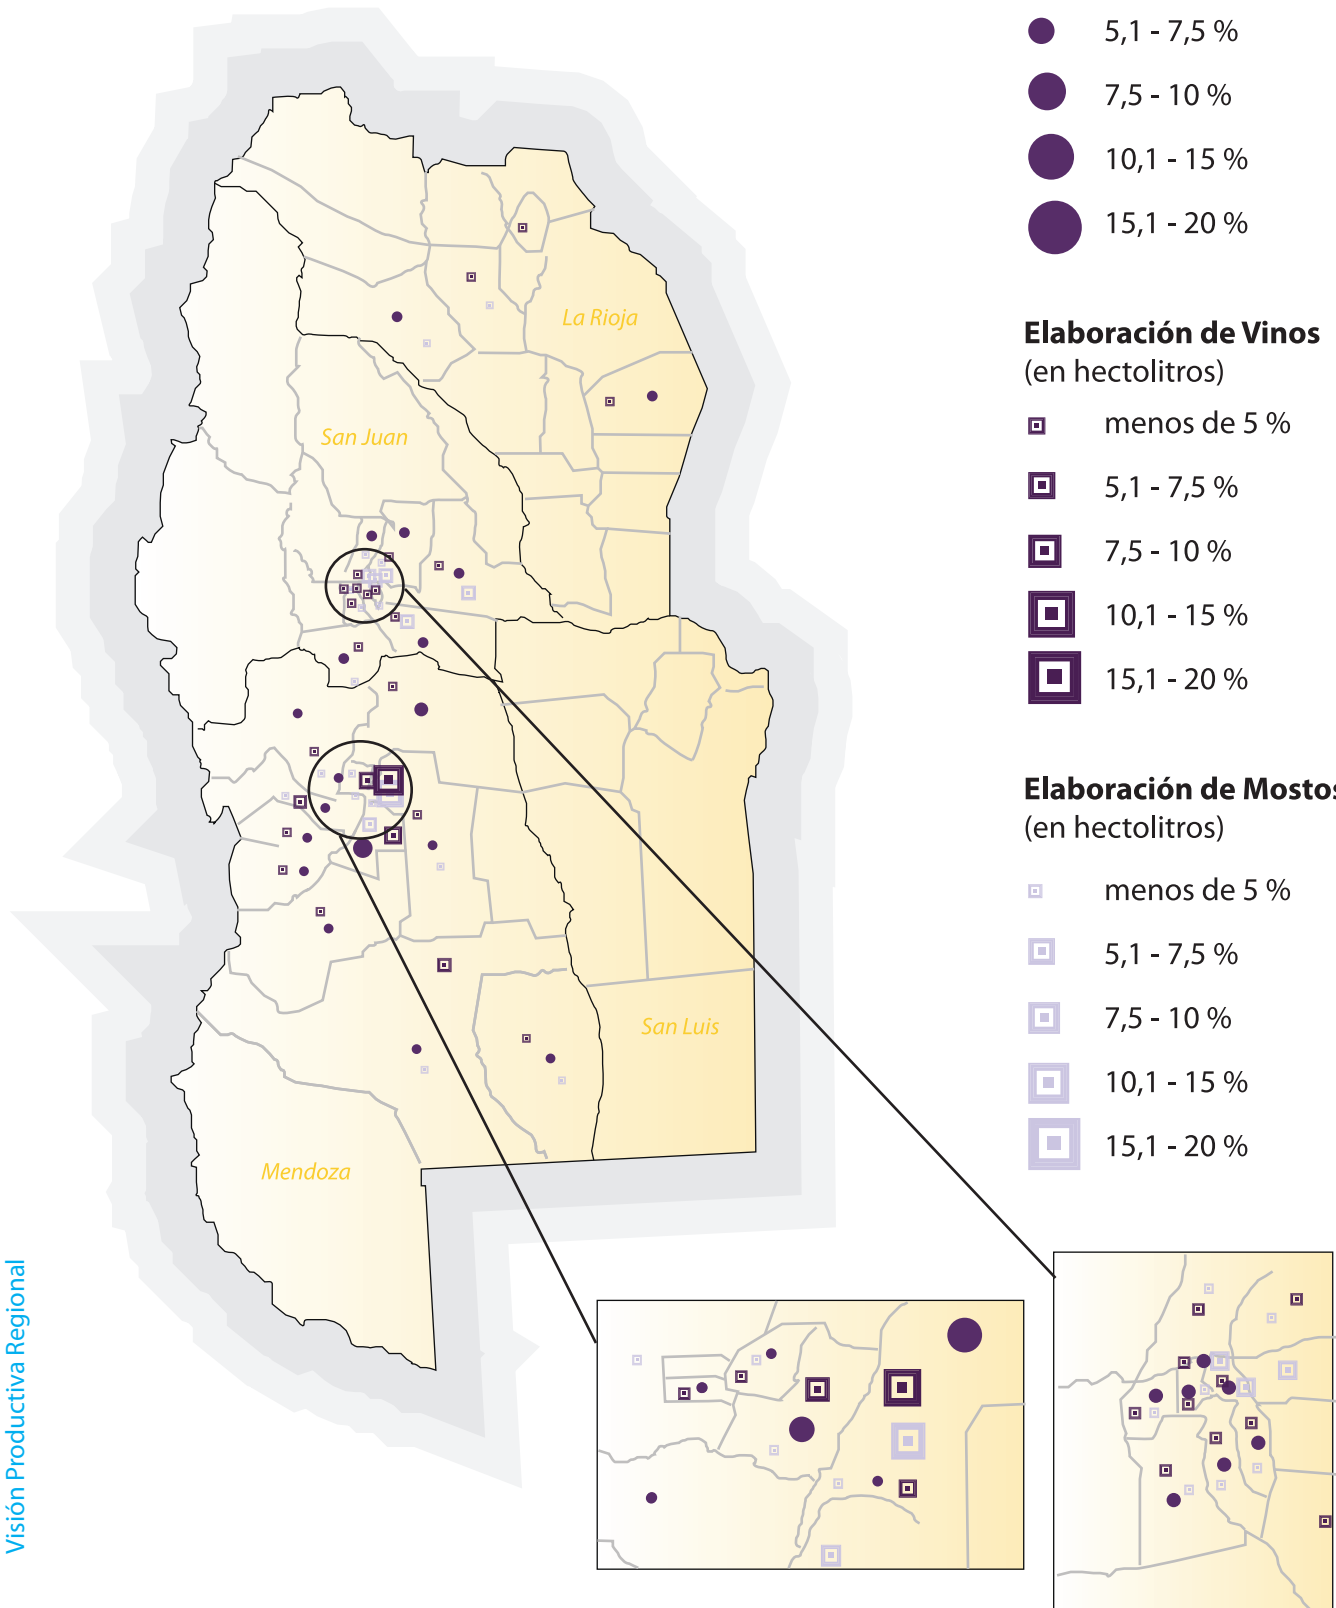 5,1 - 7,5 %
7,5 - 10 %
10,1 - 15 %
15,1 - 20 %
Elaboración de Vinos
(en hectolitros)
menos de 5 %
5,1 - 7,5 %
7,5 - 10 %
10,1 - 15 %
15,1 - 20 %
Elaboración de Mostos
(en hectolitros)
menos de 5 %
5,1 - 7,5 %
7,5 - 10 %
10,1 - 15 %
15,1 - 20 %
La Rioja
San Juan
San Luis
Mendoza
Visión Productiva Regional